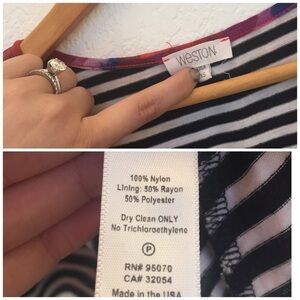 WESTON
100% Nylon
Lining: 50% Rayon
50% Polyester
Dry Clean ONLY
No Trichloroethylene
P
RN# 95070
CA# 32054
Made in the USA